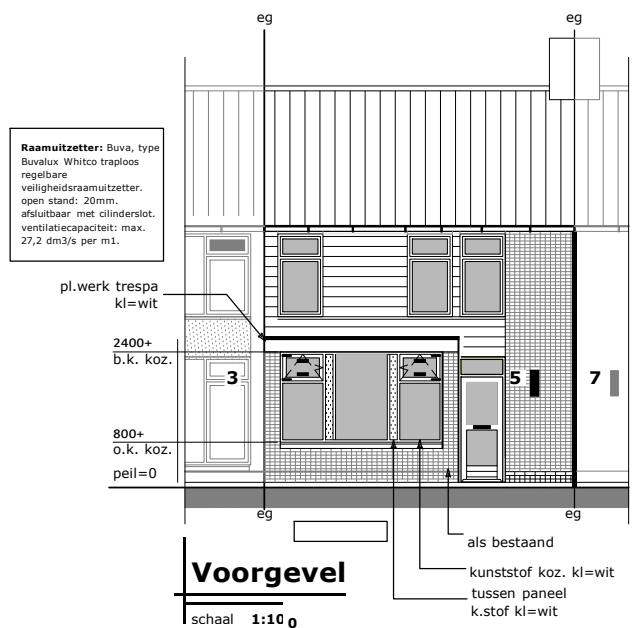 eg
eg
Raamuitzetter: Buva, type
Buvalux Whitco traploos
regelbare
veiligheidsraamuitzetter.
open stand: 20mm.
afsluitbaar met cilinderslot.
ventilatiecapaciteit: max.
27,2 dm3/s per m1.
pl.werk trespa
kl=wit
2400+
b.k. koz.
3
5
7
800+
o.k. koz.
peil=0
eg
eg
als bestaand
kunststof koz. kl=wit
tussen paneel
k.stof kl=wit
Voorgevel
schaal 1:100